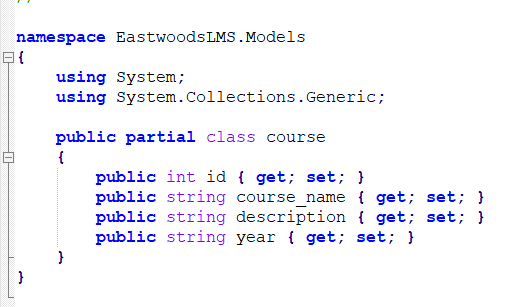 //
namespace EastwoodsLMS.Models
{
    using System;
    using System.Collections.Generic;
    public partial class course
    {
        public int id { get; set; }
        public string course_name { get; set; }
        public string description { get; set; }
        public string year { get; set; }
    }
}